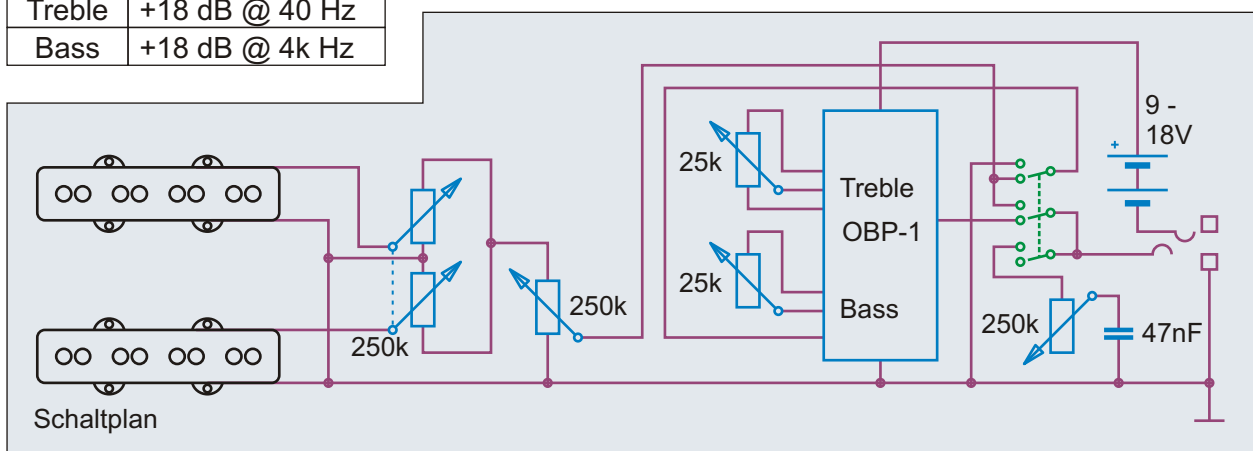 Treble +18 dB @ 40 Hz
Bass +18 dB @ 4k Hz
9 -
18V
+
25k
Treble
OBP-1
25k
Bass
250k
250k
250k
47nF
Schaltplan